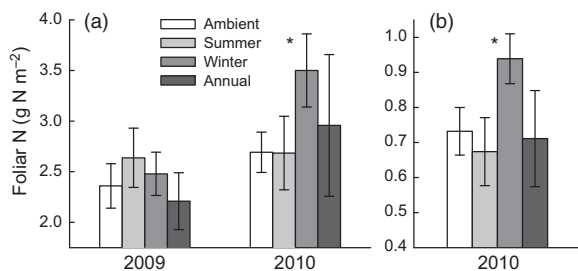 (a)
Ambient
Summer
Winter
Annual
*
4.0
3.5
3.0
2.5
2.0
Foliar N (g N m⁻²)
2009 2010
(b)
*
1.0
0.9
0.8
0.7
0.6
0.5
0.4
2010